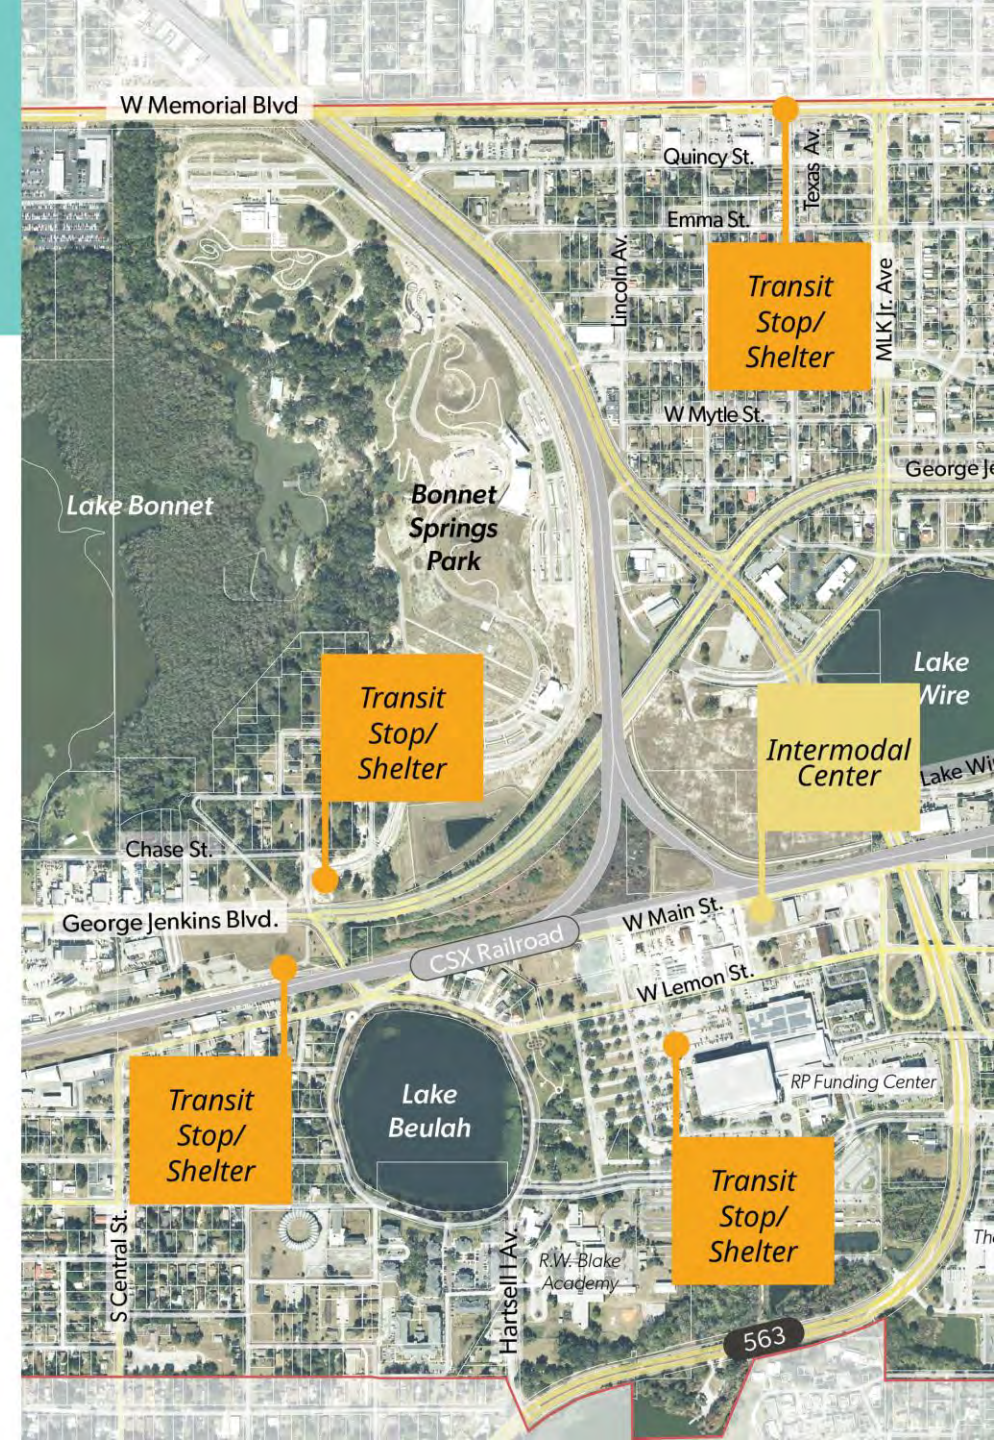 W Memorial Blvd
Quincy St.
Texas Av.
Emma St.
Lincoln Av.
MLK Jr. Ave
Transit
Stop/
Shelter
W Mytle St.
George Je
Lake Bonnet
Bonnet
Springs
Park
Lake
Wire
Transit
Stop/
Shelter
Intermodal
Center
Lake Wi
Chase St.
George Jenkins Blvd.
W Main St.
CSX Railroad
W Lemon St.
RP Funding Center
Lake
Beulah
Transit
Stop/
Shelter
Transit
Stop/
Shelter
S Central St.
Hartsell Av.
R.W. Blake
Academy
The
563